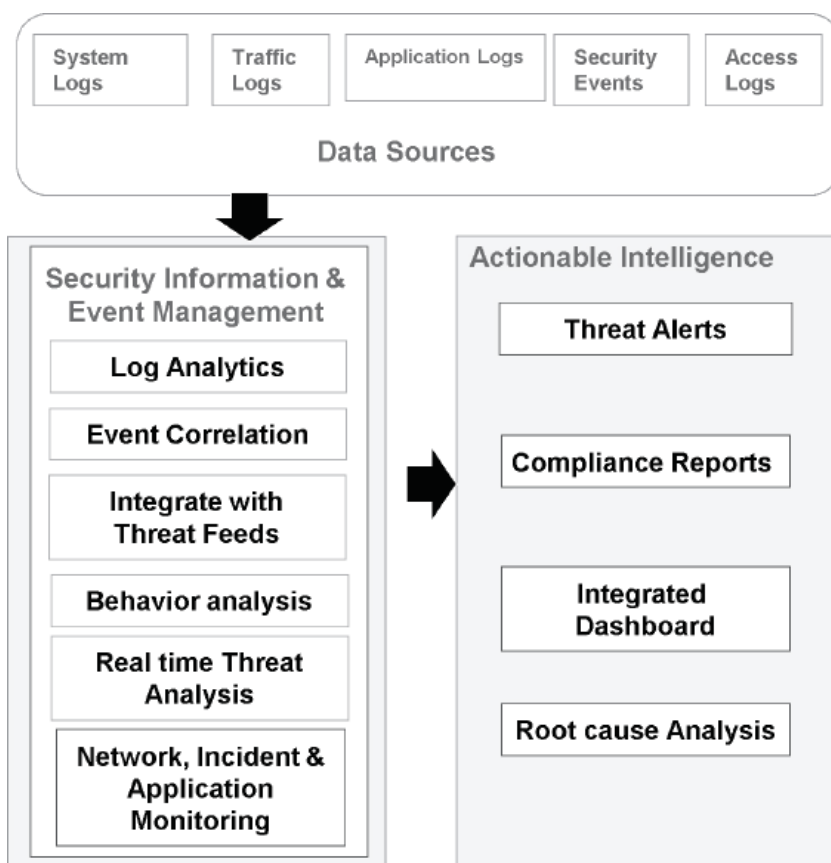 System
Logs
Traffic
Logs
Application Logs
Security
Events
Access
Logs
Data Sources
Security Information &
Event Management
Log Analytics
Event Correlation
Integrate with
Threat Feeds
Behavior analysis
Real time Threat
Analysis
Network, Incident &
Application
Monitoring
Actionable Intelligence
Threat Alerts
Compliance Reports
Integrated
Dashboard
Root cause Analysis